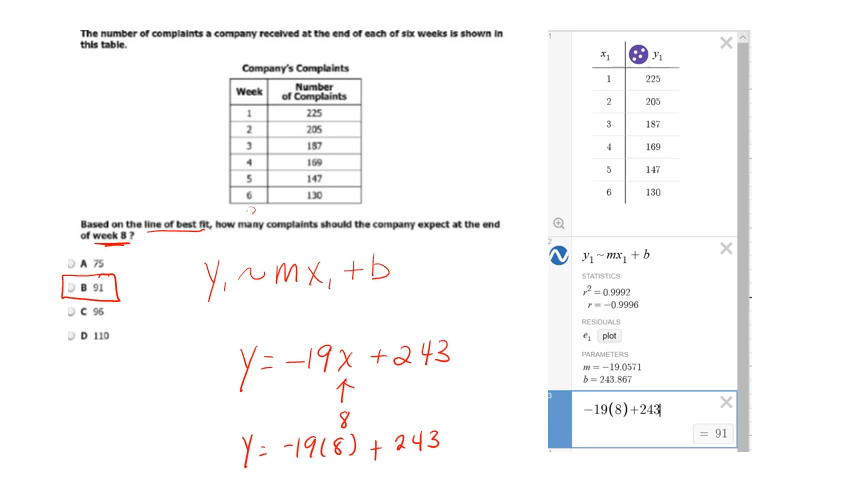 The number of complaints a company received at the end of each of six weeks is shown in
this table.
Company's Complaints
Week Number of Complaints
1 225
2 205
3 187
4 169
5 147
6 130
Based on the line of best fit, how many complaints should the company expect at the end
of week 8 ?
A 75
B 91
C 96
D 110
y₁ ~ mx₁ + b
y = -19x + 243
↑
8
y = -19(8) + 243
1
x₁ y₁
1 225
2 205
3 187
4 169
5 147
6 130
2
y₁ ~ mx₁ + b
STATISTICS
r² = 0.9992
r = −0.9996
RESIDUALS
e₁ plot
PARAMETERS
m = −19.0571
b = 243.867
3
−19(8)+243
= 91